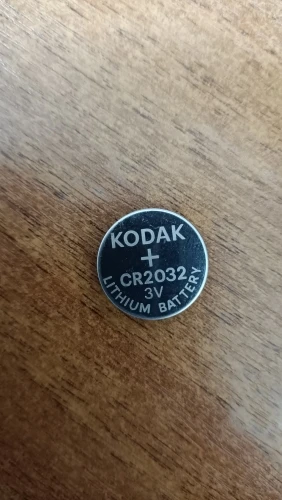 KODAK
+
CR2032
3V
LITHIUM BATTERY